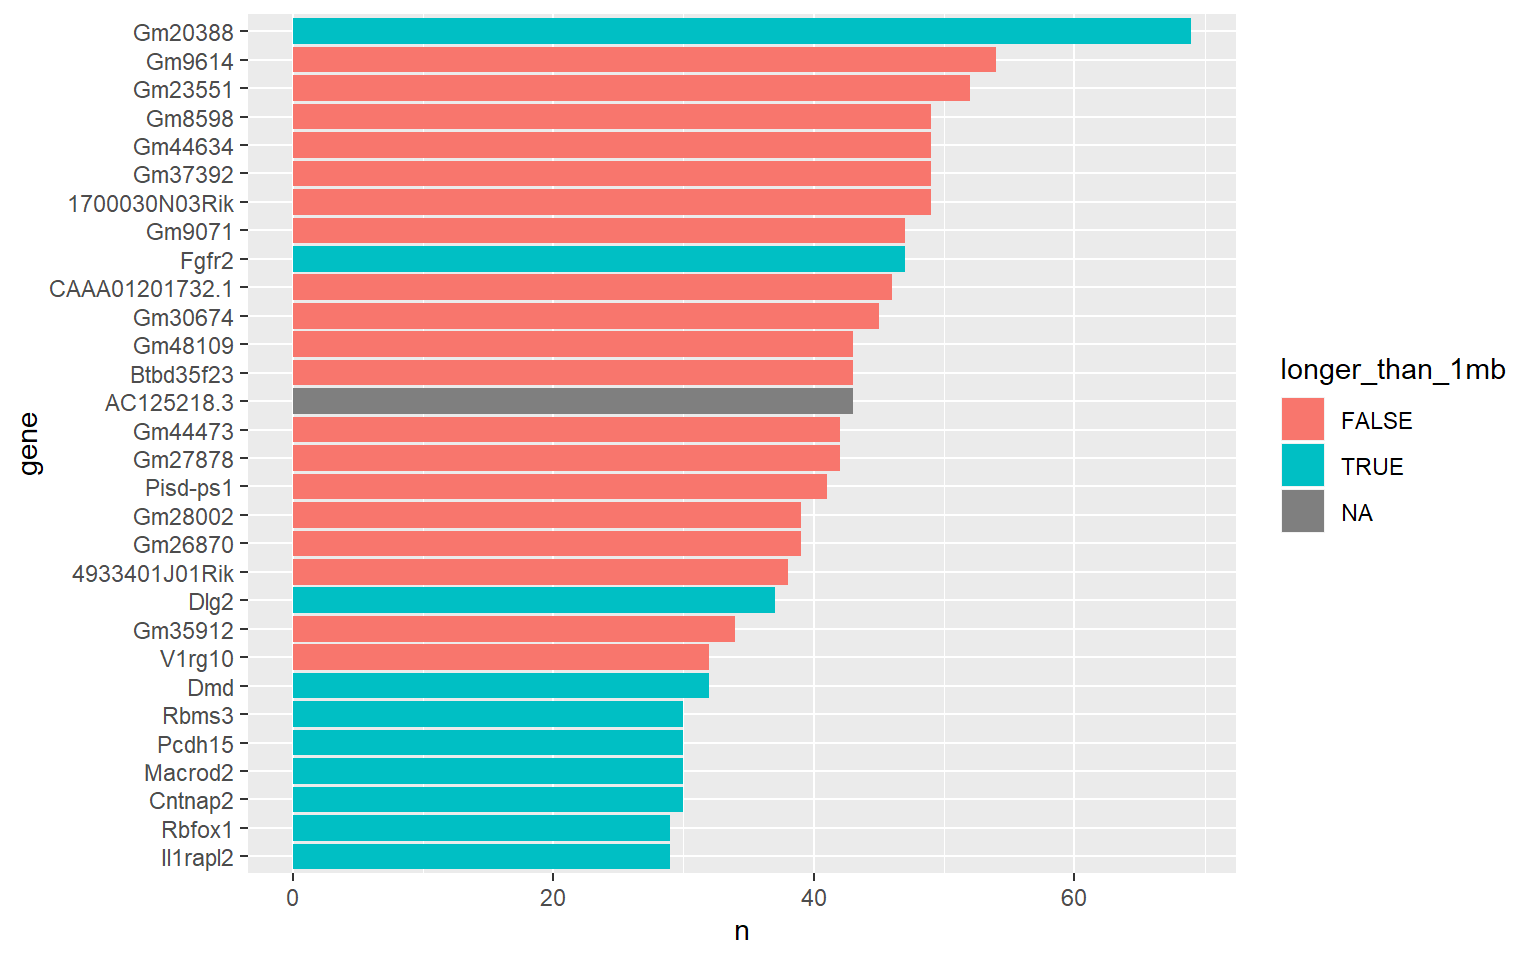 Gm20388
Gm9614
Gm23551
Gm8598
Gm44634
Gm37392
1700030N03Rik
Gm9071
Fgfr2
CAAA01201732.1
Gm30674
Gm48109
Btbd35f23
AC125218.3
Gm44473
Gm27878
Pisd-ps1
Gm28002
Gm26870
4933401J01Rik
Dlg2
Gm35912
V1rg10
Dmd
Rbms3
Pcdh15
Macrod2
Cntnap2
Rbfox1
Il1rapl2
gene
0 20 40 60
n
longer_than_1mb
FALSE
TRUE
NA